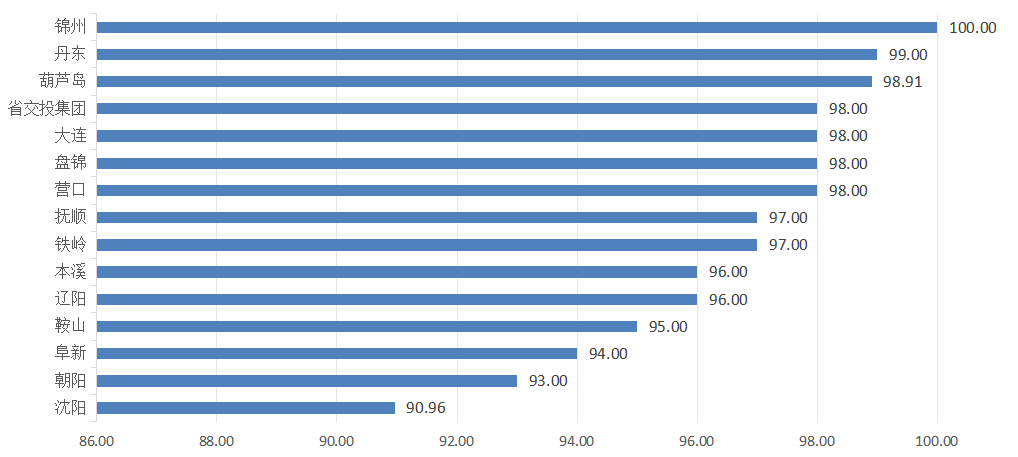 锦州 100.00
丹东 99.00
葫芦岛 98.91
省交投集团 98.00
大连 98.00
盘锦 98.00
营口 98.00
抚顺 97.00
铁岭 97.00
本溪 96.00
辽阳 96.00
鞍山 95.00
阜新 94.00
朝阳 93.00
沈阳 90.96
86.00 88.00 90.00 92.00 94.00 96.00 98.00 100.00